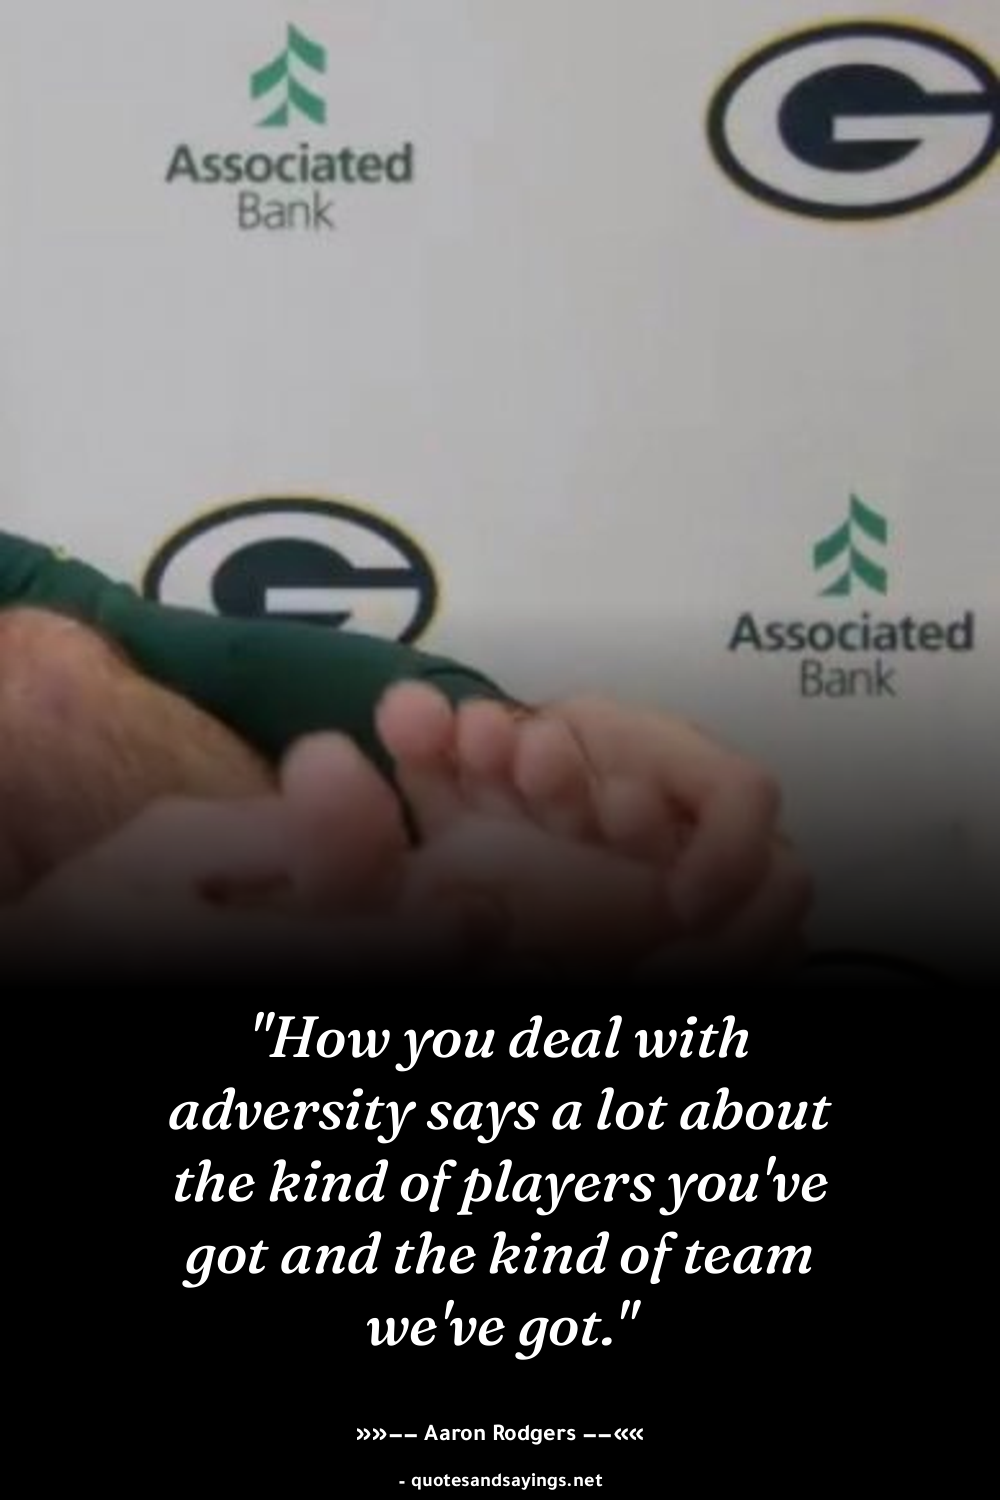 Associated
Bank
G
G
Associated
Bank
"How you deal with
adversity says a lot about
the kind of players you've
got and the kind of team
we've got."
»»−− Aaron Rodgers −−««
- quotesandsayings.net